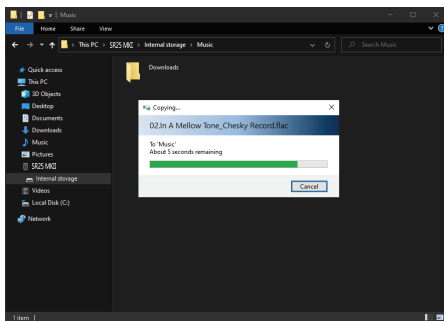 Music
File Home Share View
This PC > SR25 MKII > Internal storage > Music
Search Music
Quick access
This PC
3D Objects
Desktop
Documents
Downloads
Music
Pictures
SR25 MKII
Internal storage
Videos
Local Disk (C:)
Network
Downloads
Copying...
02.In A Mellow Tone_Chesky Record.flac
To 'Music'
About 5 seconds remaining
Cancel
1 item